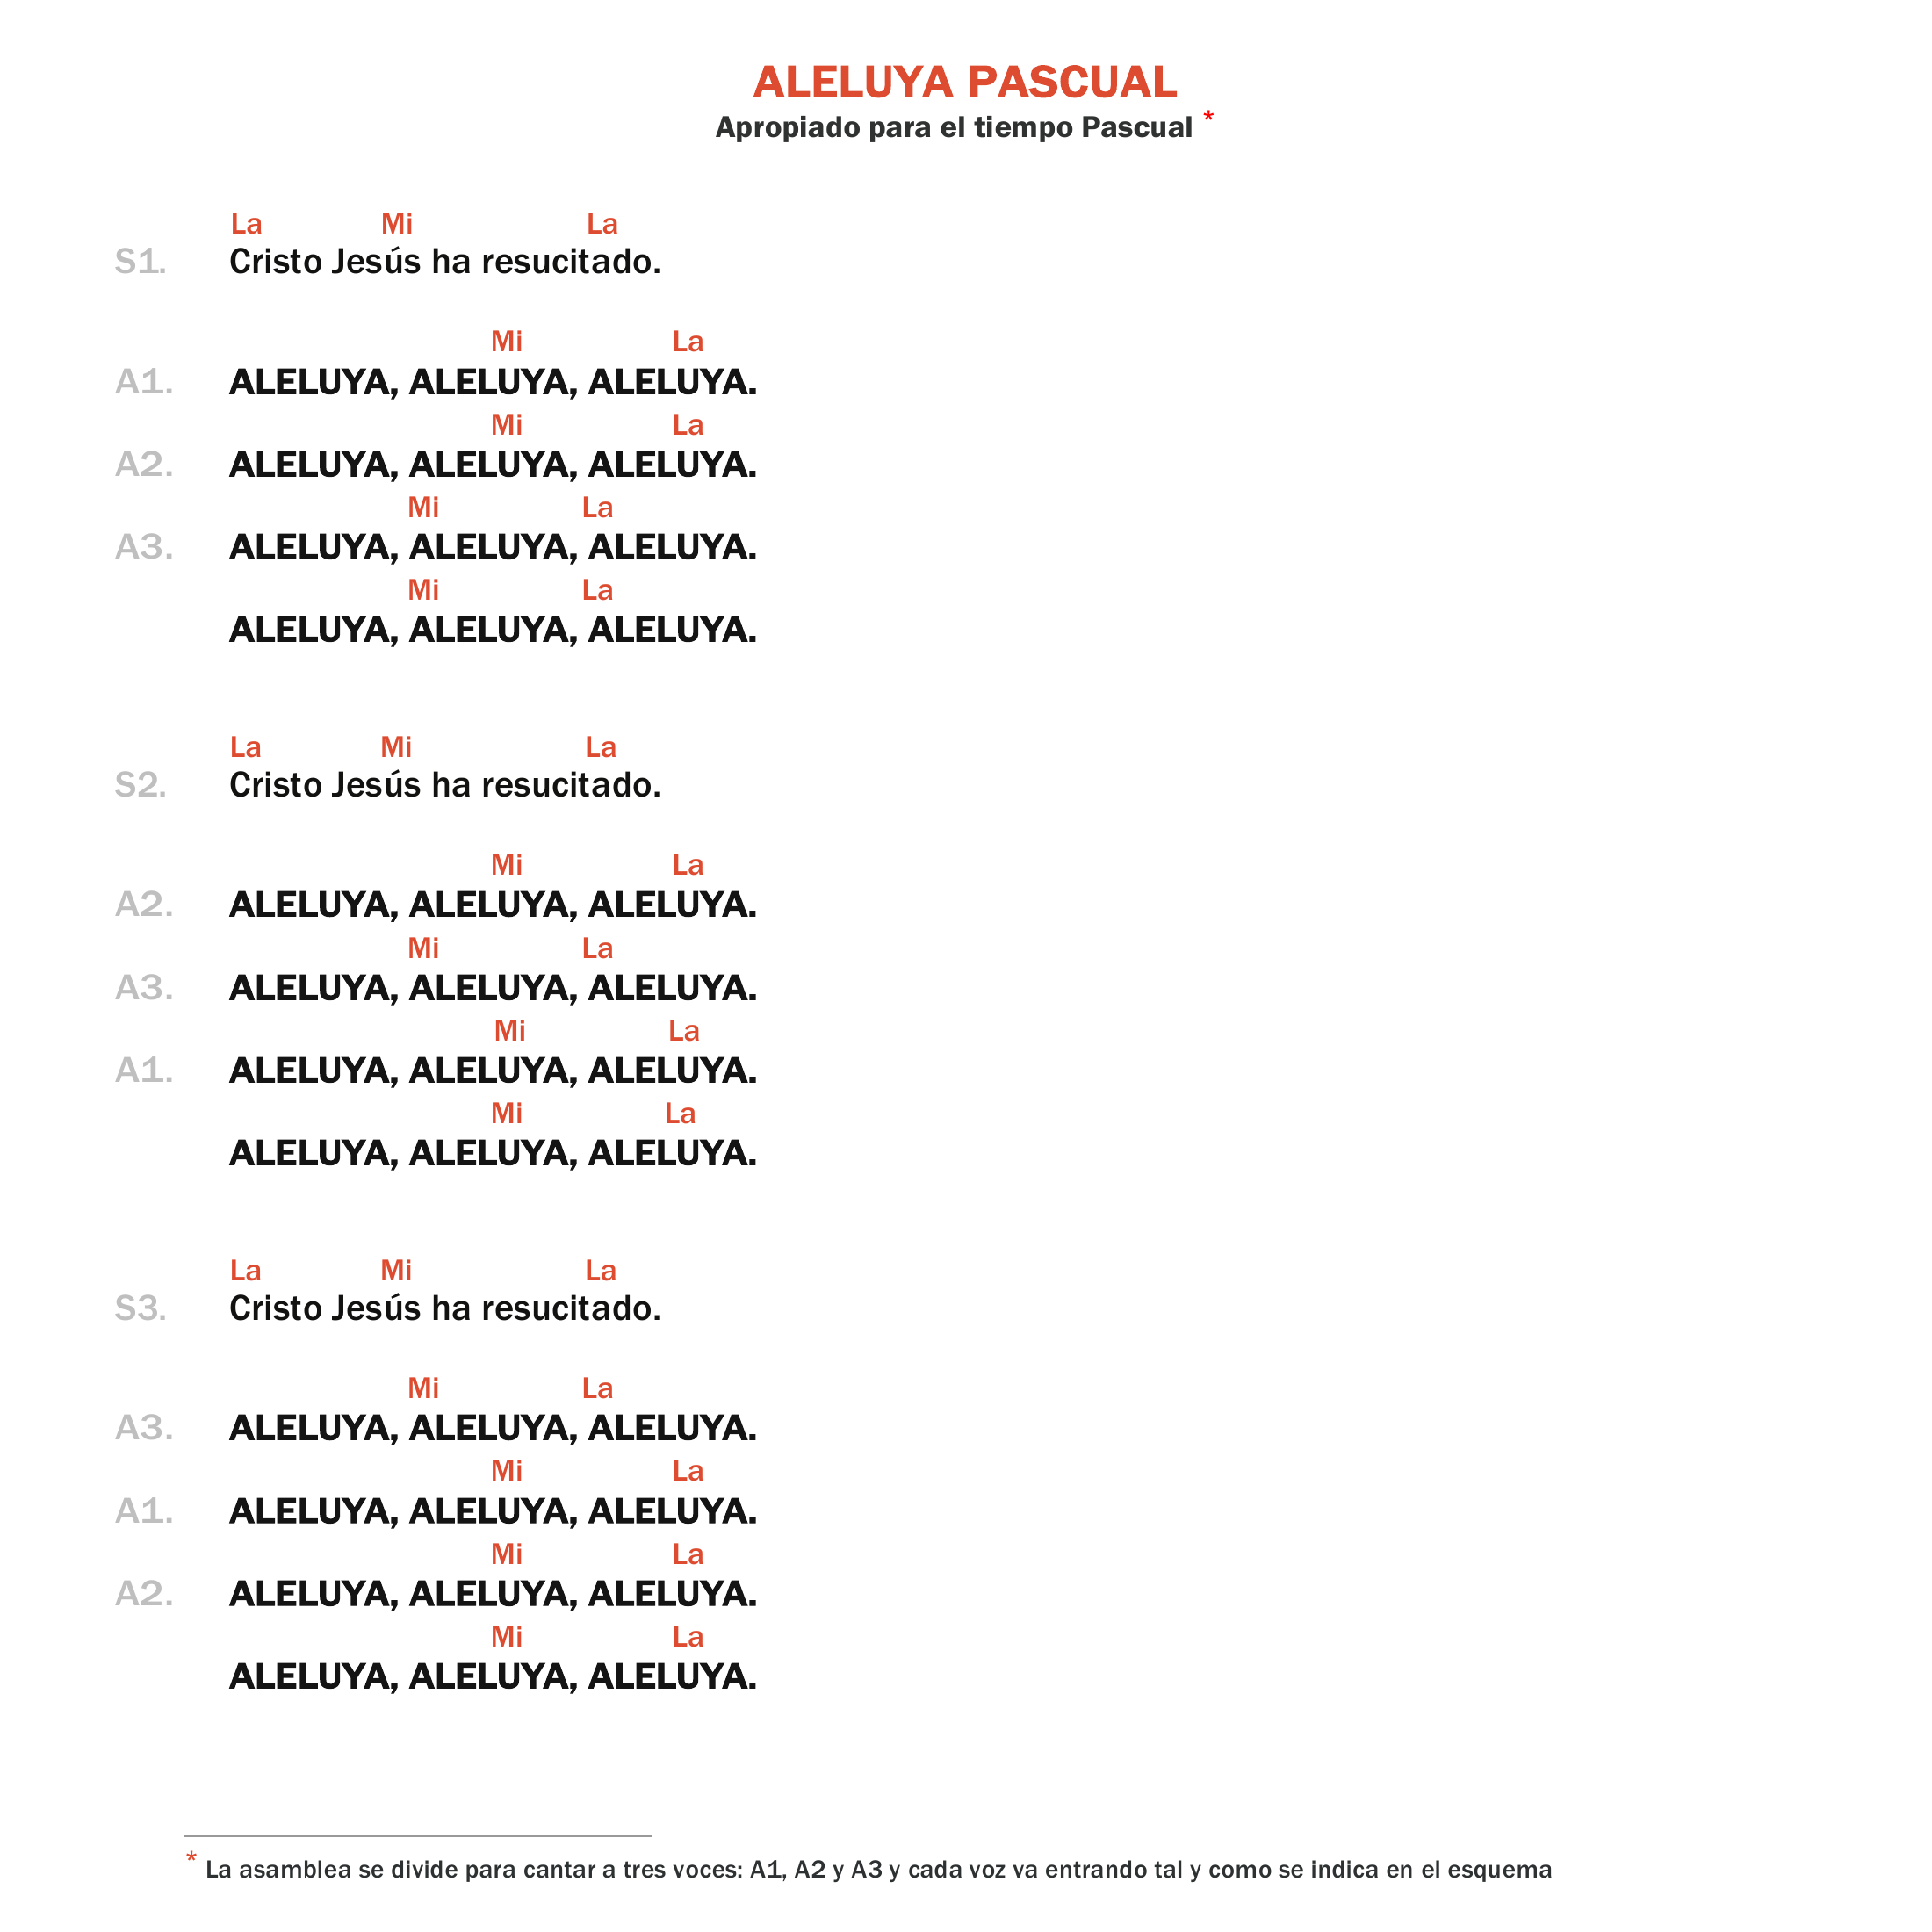 ALELUYA PASCUAL
Apropiado para el tiempo Pascual *
La Mi La
S1. Cristo Jesús ha resucitado.
Mi La
A1. ALELUYA, ALELUYA, ALELUYA.
Mi La
A2. ALELUYA, ALELUYA, ALELUYA.
Mi La
A3. ALELUYA, ALELUYA, ALELUYA.
Mi La
ALELUYA, ALELUYA, ALELUYA.
La Mi La
S2. Cristo Jesús ha resucitado.
Mi La
A2. ALELUYA, ALELUYA, ALELUYA.
Mi La
A3. ALELUYA, ALELUYA, ALELUYA.
Mi La
A1. ALELUYA, ALELUYA, ALELUYA.
Mi La
ALELUYA, ALELUYA, ALELUYA.
La Mi La
S3. Cristo Jesús ha resucitado.
Mi La
A3. ALELUYA, ALELUYA, ALELUYA.
Mi La
A1. ALELUYA, ALELUYA, ALELUYA.
Mi La
A2. ALELUYA, ALELUYA, ALELUYA.
Mi La
ALELUYA, ALELUYA, ALELUYA.
* La asamblea se divide para cantar a tres voces: A1, A2 y A3 y cada voz va entrando tal y como se indica en el esquema